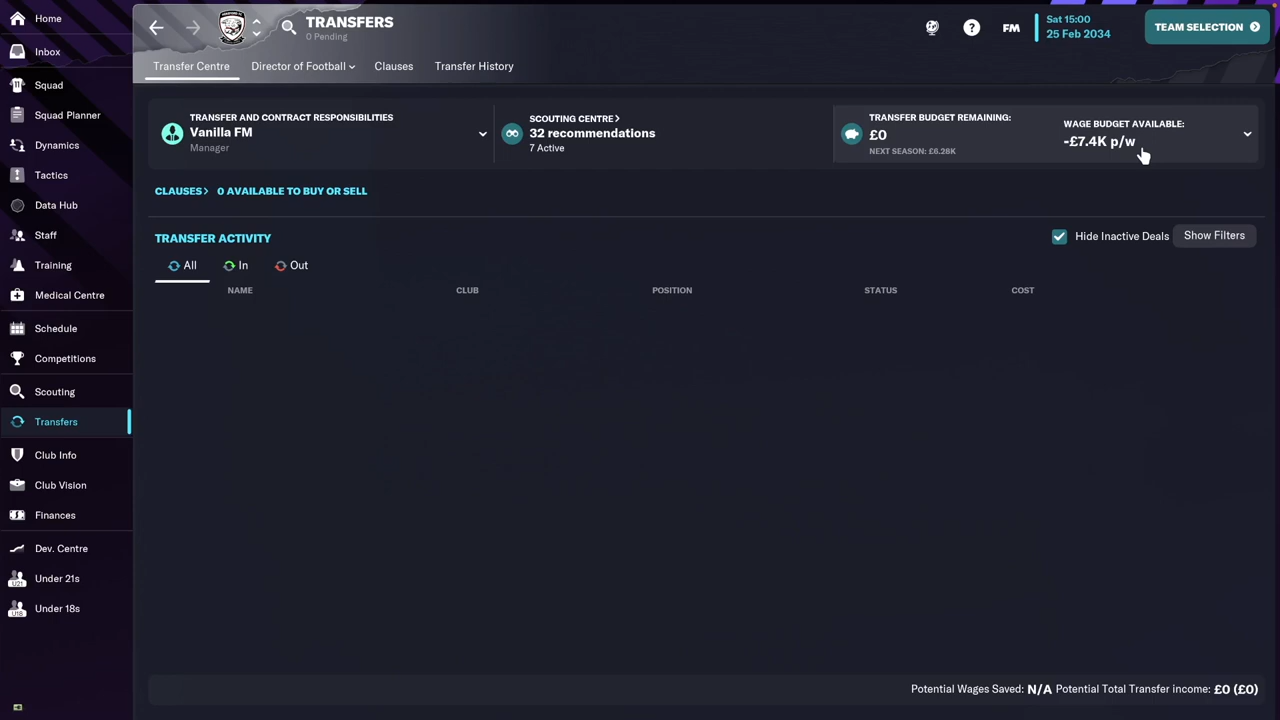 Home
TRANSFERS
0 Pending
FM
Sat 15:00
25 Feb 2034
TEAM SELECTION
Inbox
Transfer Centre
Director of Football
Clauses
Transfer History
Squad
Squad Planner
Dynamics
Tactics
Data Hub
Staff
Training
Medical Centre
Schedule
Competitions
Scouting
Transfers
Club Info
Club Vision
Finances
Dev. Centre
U21
Under 21s
U18
Under 18s
TRANSFER AND CONTRACT RESPONSIBILITIES
Vanilla FM
Manager
SCOUTING CENTRE>
32 recommendations
7 Active
TRANSFER BUDGET REMAINING:
£0
NEXT SEASON: £6.26K
WAGE BUDGET AVAILABLE:
-£7.4K p/w
CLAUSES> 0 AVAILABLE TO BUY OR SELL
TRANSFER ACTIVITY
Hide Inactive Deals
Show Filters
All
In
Out
NAME
CLUB
POSITION
STATUS
COST
Potential Wages Saved: N/A Potential Total Transfer income: £0 (£0)